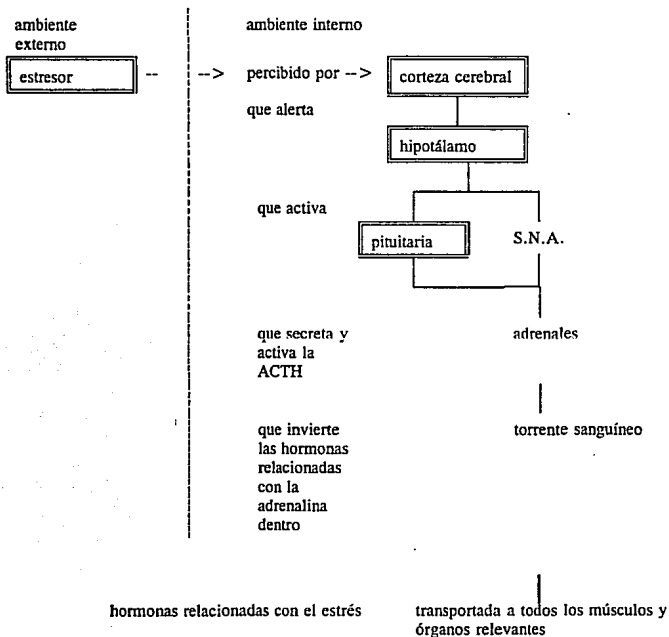 ambiente
externo
ambiente interno
estresor -- --> percibido por --> corteza cerebral
que alerta
hipotálamo
que activa
pituitaria
S.N.A.
que secreta y
activa la
ACTH
adrenales
que invierte
las hormonas
relacionadas
con la
adrenalina
dentro
torrente sanguíneo
hormonas relacionadas con el estrés
transportada a todos los músculos y
órganos relevantes